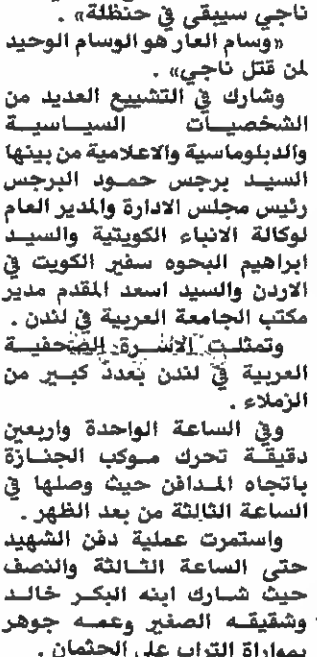 ناجي سيبقى في حنظلة» .
«وسام العار هو الوسام الوحيد
لمن قتل ناجي» .
وشارك في التشييع العديد من
الشخصيات السياسية
والدبلوماسية والاعلامية من بينها
السيد برجس حمود البرجس
رئيس مجلس الادارة والمدير العام
لوكالة الانباء الكويتية والسيد
ابراهيم البحوه سفير الكويت في
الاردن والسيد اسعد المقدم مدير
مكتب الجامعة العربية في لندن .
وتمثلت الاسرة الصحفية
العربية في لندن بعدد كبير من
الزملاء .
وفي الساعة الواحدة واربعين
دقيقة تحرك موكب الجنازة
باتجاه المدافن حيث وصلها في
الساعة الثالثة من بعد الظهر .
واستمرت عملية دفن الشهيد
حتى الساعة الثالثة والنصف
حيث شارك ابنه البكر خالد
وشقيقه الصغير وعمه جوهر
بمواراة التراب على الجثمان .